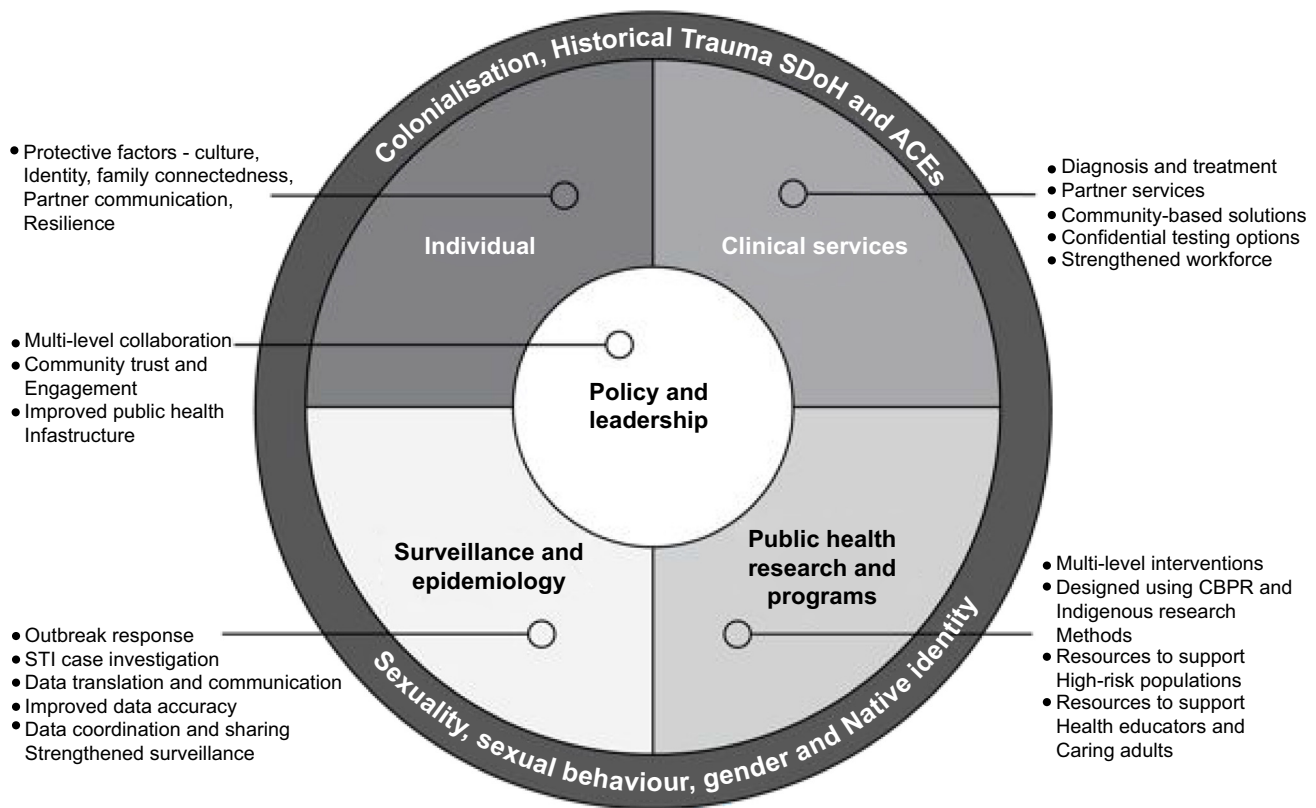 Colonialisation, Historical Trauma SDoH and ACEs
• Protective factors - culture,
Identity, family connectedness,
Partner communication,
Resilience
Individual
Clinical services
• Diagnosis and treatment
• Partner services
• Community-based solutions
• Confidential testing options
• Strengthened workforce
• Multi-level collaboration
• Community trust and
Engagement
• Improved public health
Infastructure
Policy and
leadership
Surveillance and
epidemiology
Public health
research and
programs
• Outbreak response
• STI case investigation
• Data translation and communication
• Improved data accuracy
• Data coordination and sharing
Strengthened surveillance
• Multi-level interventions
• Designed using CBPR and
Indigenous research
Methods
• Resources to support
High-risk populations
• Resources to support
Health educators and
Caring adults
Sexuality, sexual behaviour, gender and Native identity